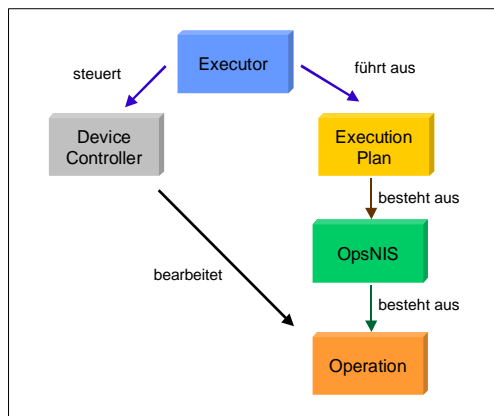 Executor
steuert
führt aus
Device
Controller
Execution
Plan
besteht aus
OpsNIS
bearbeitet
besteht aus
Operation